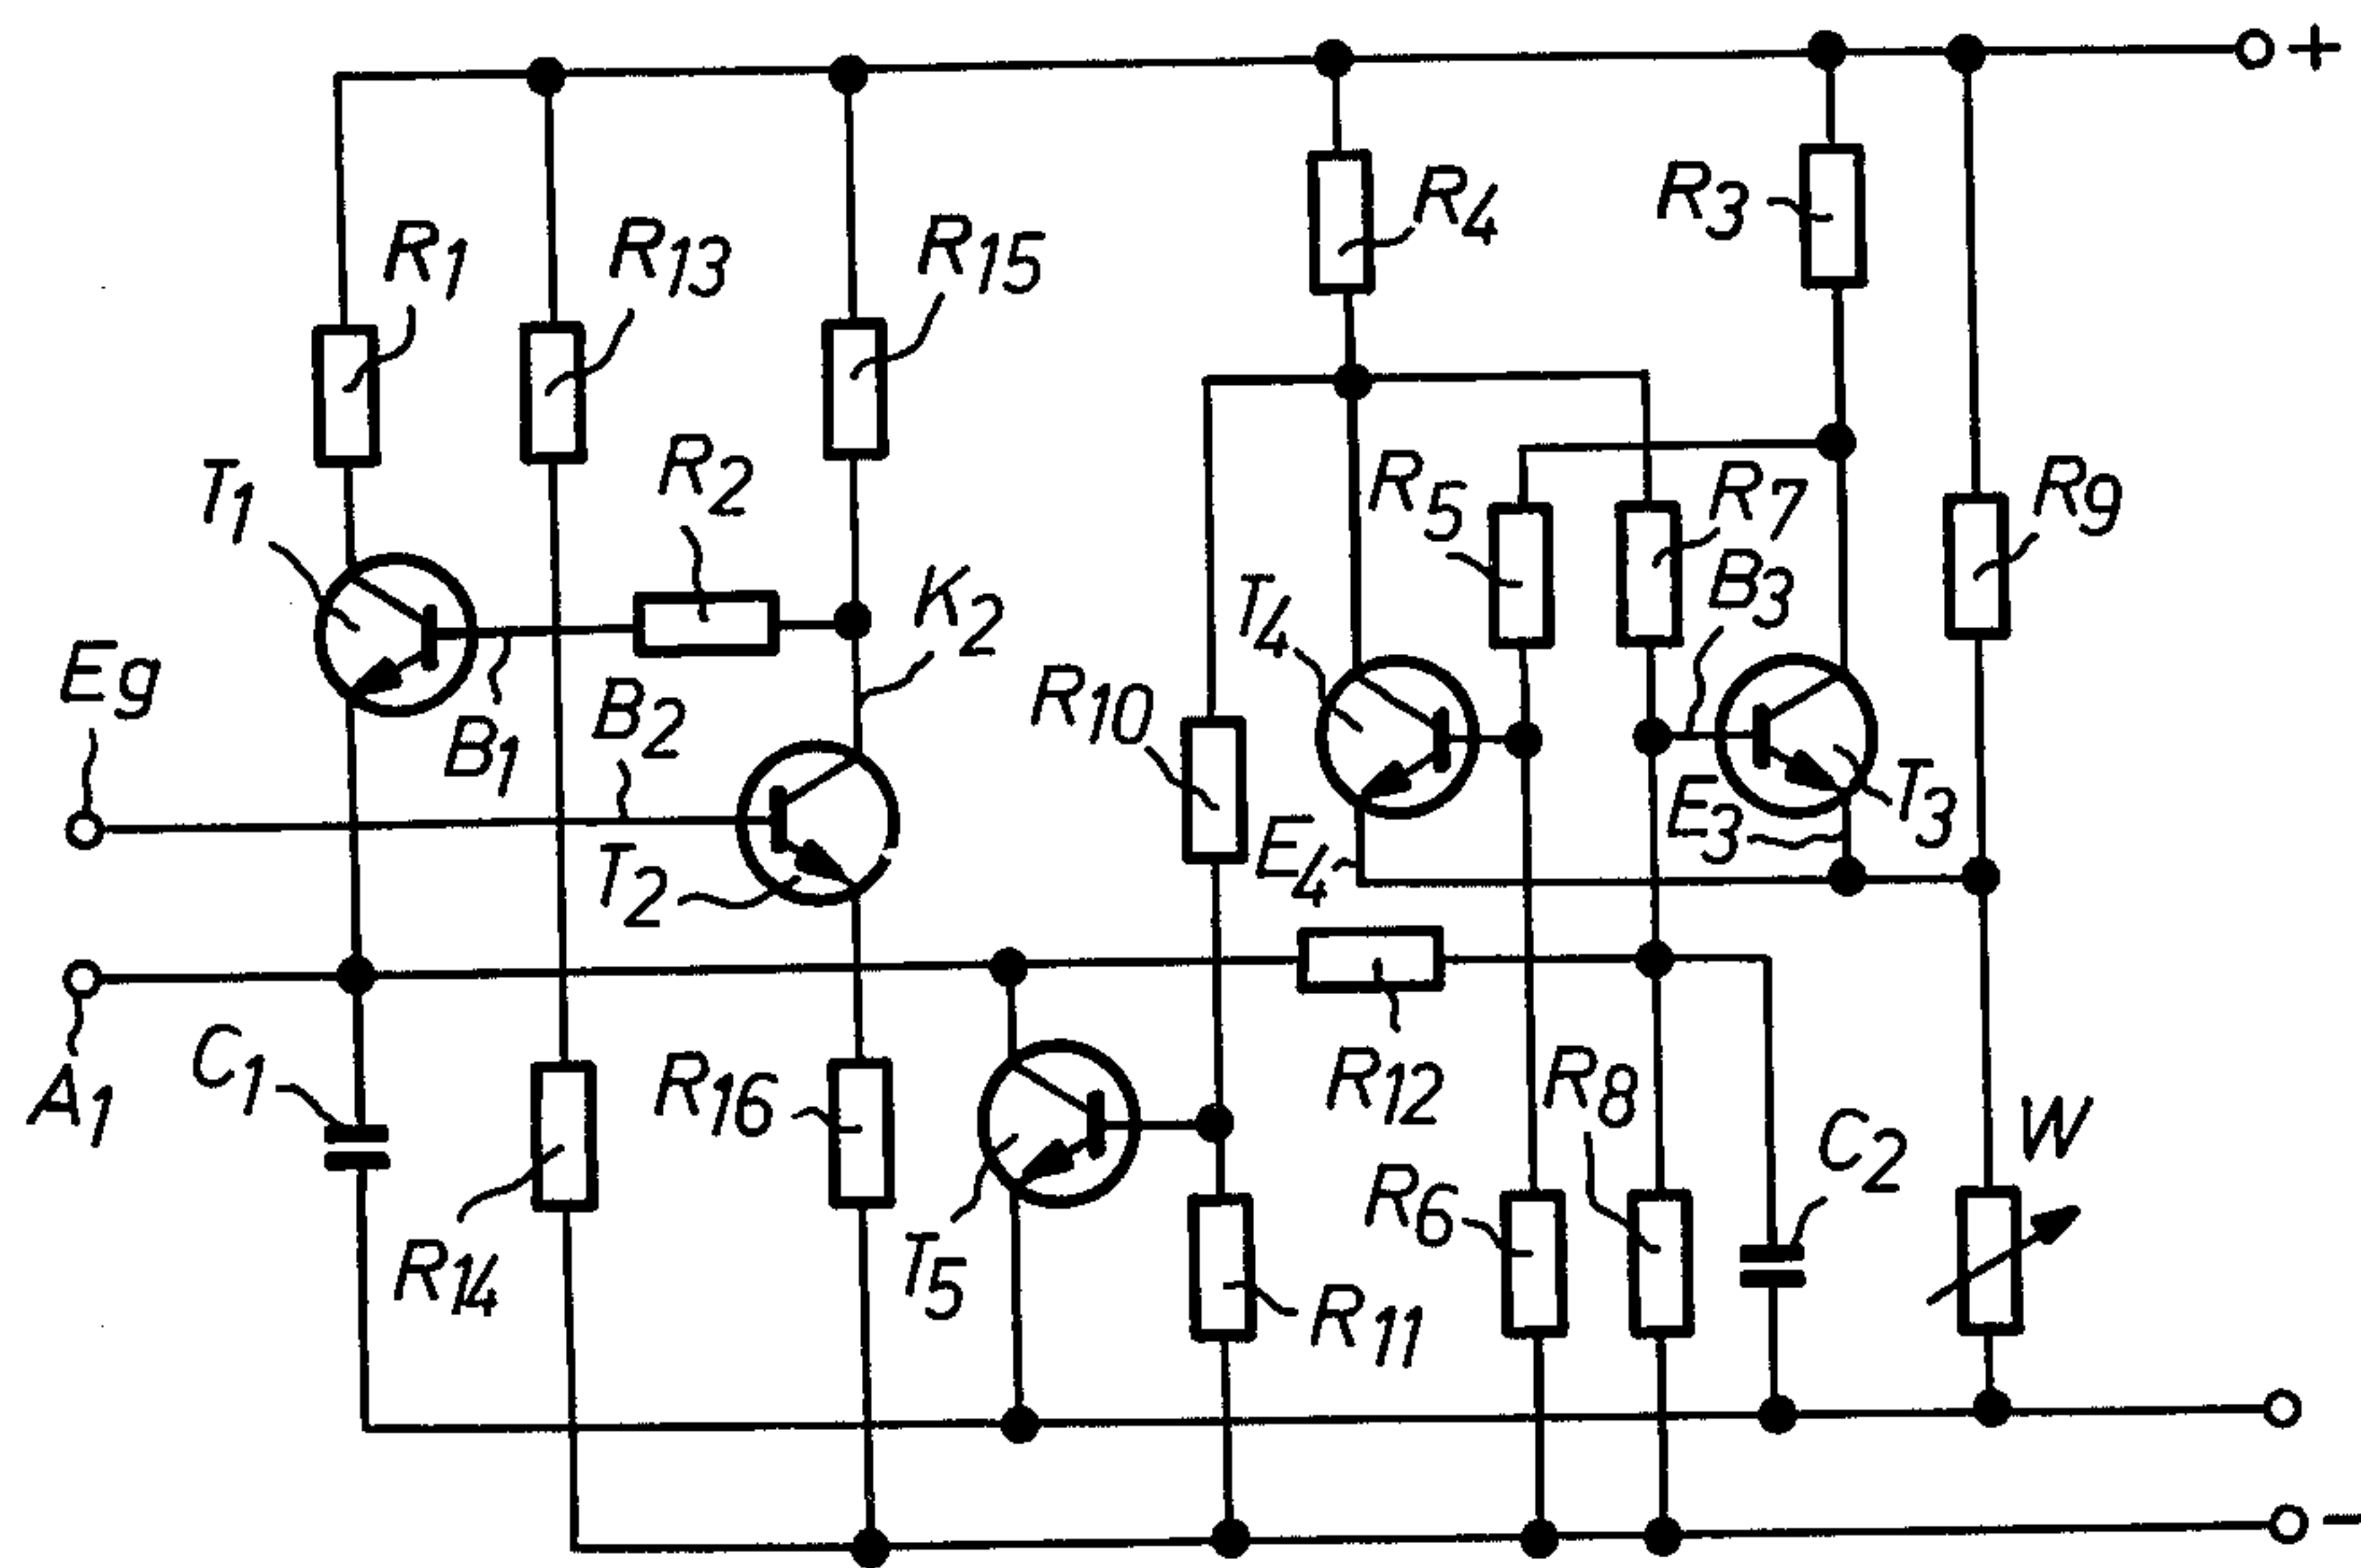 +
R4
R3
R1
R13
R15
R2
R5
R7
R9
T1
B3
K2
T4
Eg
R10
B2
B1
E3
T3
E4
T2
C1
R16
R12
R8
A1
C2
W
R6
R14
T5
R11
−